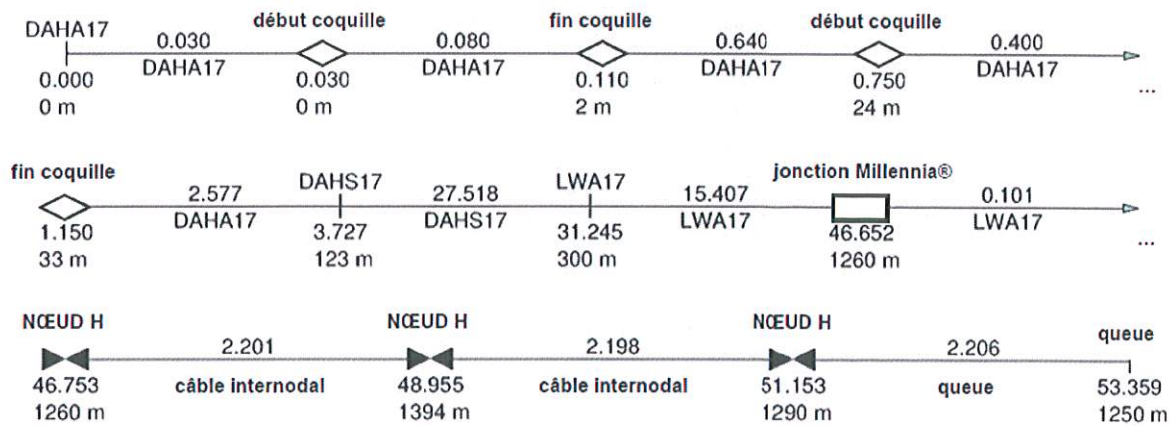 DAHA17 début coquille fin coquille début coquille
0.030 0.080 0.640 0.400
DAHA17 DAHA17 DAHA17 DAHA17
0.000 0.030 0.110 0.750
0 m 0 m 2 m 24 m ...
fin coquille DAHS17 LWA17 jonction Millennia®
2.577 27.518 15.407 0.101
DAHA17 DAHS17 LWA17 LWA17
1.150 3.727 31.245 46.652
33 m 123 m 300 m 1260 m ...
NŒUD H NŒUD H NŒUD H queue
2.201 2.198 2.206
46.753 câble internodal 48.955 câble internodal 51.153 queue 53.359
1260 m 1394 m 1290 m 1250 m